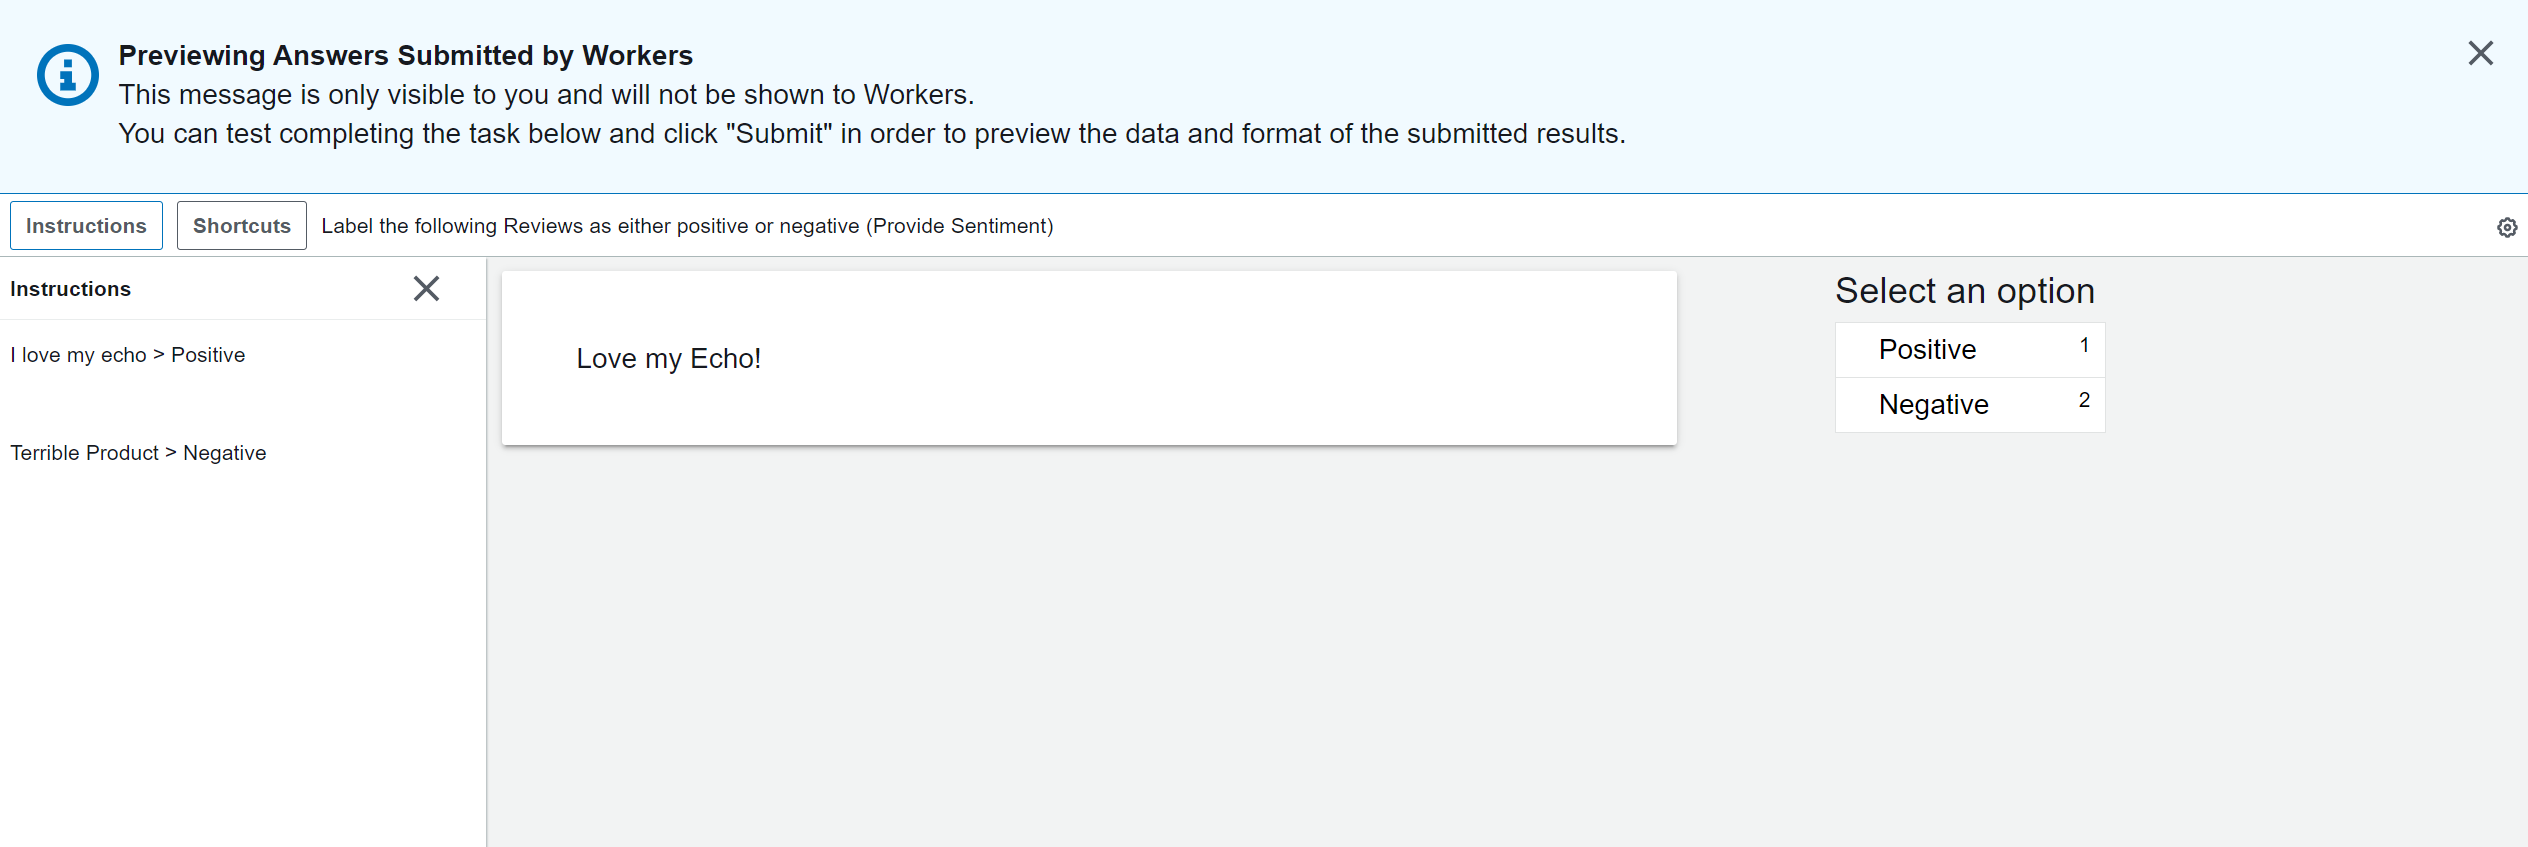 Previewing Answers Submitted by Workers
This message is only visible to you and will not be shown to Workers.
You can test completing the task below and click "Submit" in order to preview the data and format of the submitted results.
Instructions
Shortcuts
Label the following Reviews as either positive or negative (Provide Sentiment)
Instructions
I love my echo > Positive
Terrible Product > Negative
Love my Echo!
Select an option
Positive 1
Negative 2